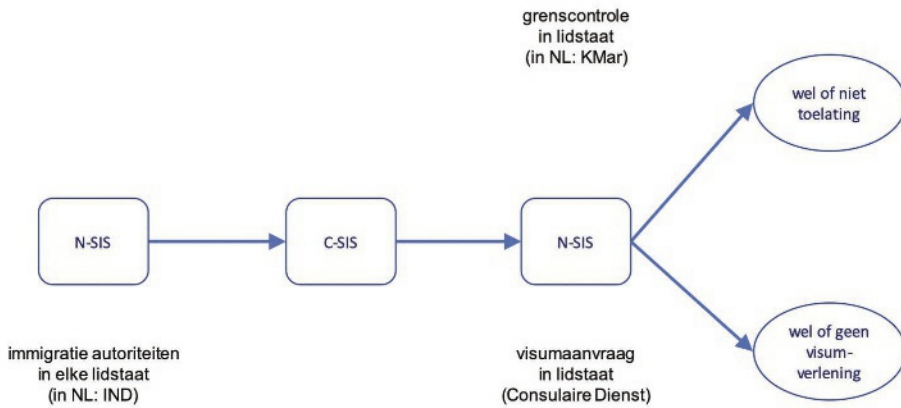 grenscontrole
in lidstaat
(in NL: KMar)
wel of niet
toelating
N-SIS
C-SIS
N-SIS
immigratie autoriteiten
in elke lidstaat
(in NL: IND)
visumaanvraag
in lidstaat
(Consulaire Dienst)
wel of geen
visum-
verlening